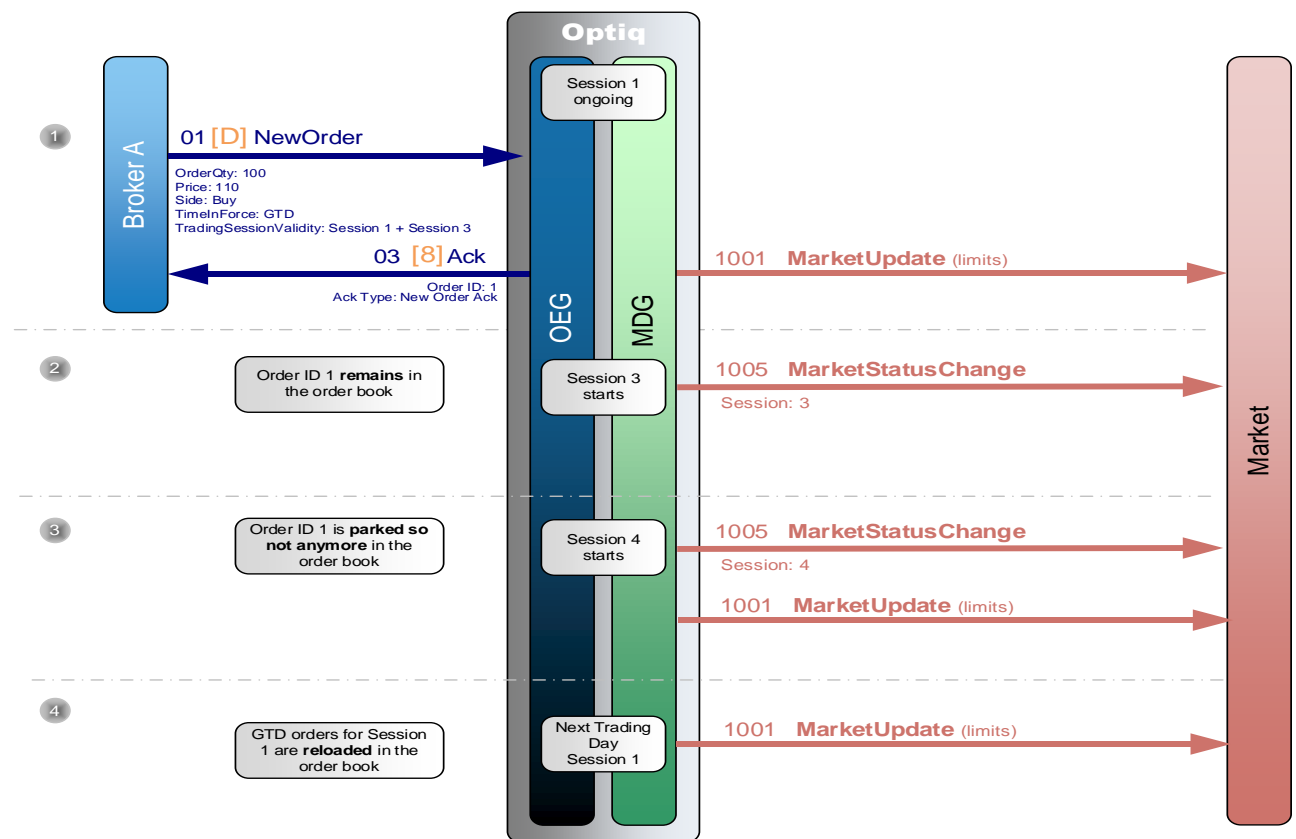 Optiq
Session 1
ongoing
1
Broker A
01 [D] NewOrder
OrderQty: 100
Price: 110
Side: Buy
TimeInForce: GTD
TradingSessionValidity: Session 1 + Session 3
03 [8] Ack
Order ID: 1
Ack Type: New Order Ack
OEG
MDG
1001 MarketUpdate (limits)
Market
2
Order ID 1 remains in
the order book
Session 3
starts
1005 MarketStatusChange
Session: 3
3
Order ID 1 is parked so
not anymore in the
order book
Session 4
starts
1005 MarketStatusChange
Session: 4
1001 MarketUpdate (limits)
4
GTD orders for Session
1 are reloaded in the
order book
Next Trading
Day
Session 1
1001 MarketUpdate (limits)